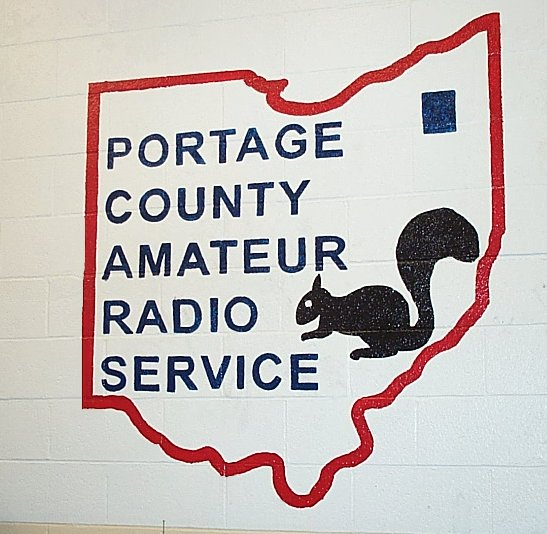 PORTAGE
COUNTY
AMATEUR
RADIO
SERVICE